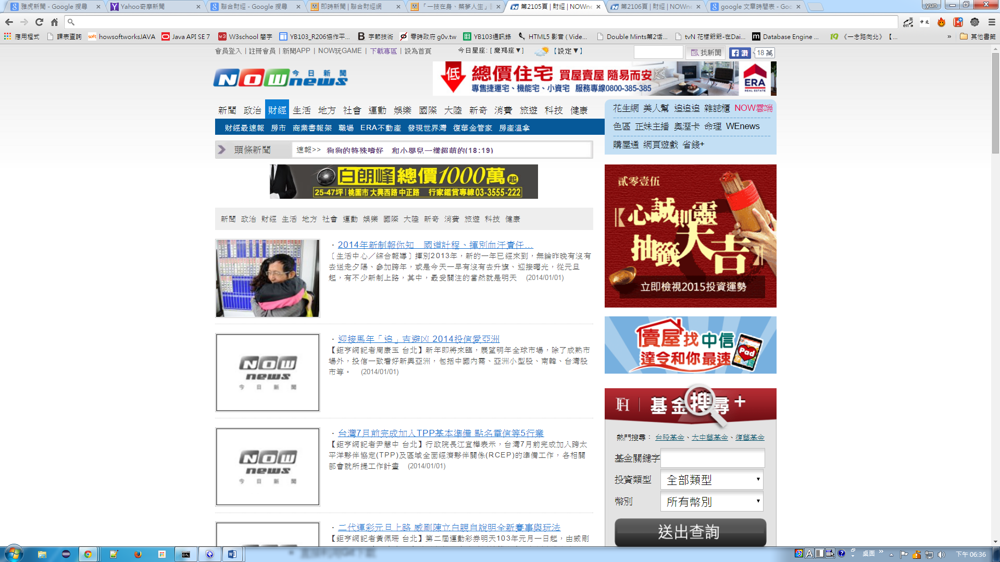 雅虎新聞 - Google 搜尋
Yahoo奇摩新聞
聯合財經 - Google 搜尋
即時新聞 | 聯合財經網
「一技在身、築夢人生」
第2105頁 | 財經 | NOWne
第2106頁 | 財經 | NOWne
google 文章時間表 - Goo
yun
應用程式
課表查詢
howsoftworksJAVA
Java API SE 7
W3school 簡字
YB103_R206協作平...
字節技術
零時政府 g0v.tw
YB103通訊錄
HTML5 影音 ( Vide...
Double Mints第2话...
tvN 花樣爺爺-在Dai...
Database Engine ...
《一念路向北》【...
»
其他書籤
會員登入 | 註冊會員 | 新聞APP | NOW玩GAME | 下載專區 | 設為首頁
今日星座: [ 魔羯座▼]
【設定▼】
找新聞
讚
18 萬
NOWnews 今日新聞
低 總價住宅 買屋賣屋 隨易而安
專售捷運宅、機能宅、小資宅 服務專線0800-385-385
ERA
REAL ESTATE
新聞 政治 財經 生活 地方 社會 運動 娛樂 國際 大陸 新奇 消費 旅遊 科技 健康
財經最速報 房市 商業書報架 職場 ERA不動產 發現世界灣 復華金管家 房產溫拿
花生網 美人幫 追追追 雜誌櫃 NOW雲端
色區 正妹主播 奧溼卡 命理 WEnews
購屋通 網頁遊戲 省錢+
頭條新聞
速報>> 狗狗的特殊嗜好 和小嬰兒一樣超萌的(18:19)
白朗峰 總價1000萬起
25-47坪 | 桃園市 大興西路 中正路 行家鑑賞專線03-3555-222
新聞 政治 財經 生活 地方 社會 運動 娛樂 國際 大陸 新奇 消費 旅遊 科技 健康
· 2014年新制報你知 國道計程、揮別血汗責任...
〔生活中心／綜合報導〕揮別2013年，新的一年已經來到，無論昨晚有沒有
去送走夕陽、參加跨年，或是今天一早有沒有去升旗、迎接曙光，從元旦
起，有不少新制上路，其中，最受關注的當然就是明天 (2014/01/01)
NOW
news
今日新聞
· 迎接馬年「追」吉避凶 2014投信愛亞洲
【鉅亨網記者周康玉 台北】新年即將來臨，展望明年全球市場，除了成熟市
場外，投信一致看好新興亞洲，包括中國內需、亞洲小型股、南韓、台灣股
市等。 (2014/01/01)
NOW
news
今日新聞
· 台灣7月前完成加入TPP基本準備 點名電信等5行業
【鉅亨網記者尹慧中 台北】行政院長江宜樺表示，台灣7月前完成加入跨太
平洋夥伴協定(TPP)及區域全面經濟夥伴關係(RCEP)的準備工作，各相關
部會就所提工作計畫 (2014/01/01)
· 二代運彩元旦上路 威剛陳立白親自說明全新賽事與玩法
【鉅亨網記者黃佩珊 台北】第二屆運動彩券明天103年元月一日起，由威剛
貳零壹伍
心誠則靈
抽籤大吉
立即檢視2015投資運勢
賣屋找中信
達令和你最速
Pad
基金搜尋+
熱門搜尋： 台股基金、大中華基金、復華基金
基金關鍵字
投資類型 全部類型
幣別 所有幣別
送出查詢
桌面
下午 06:36